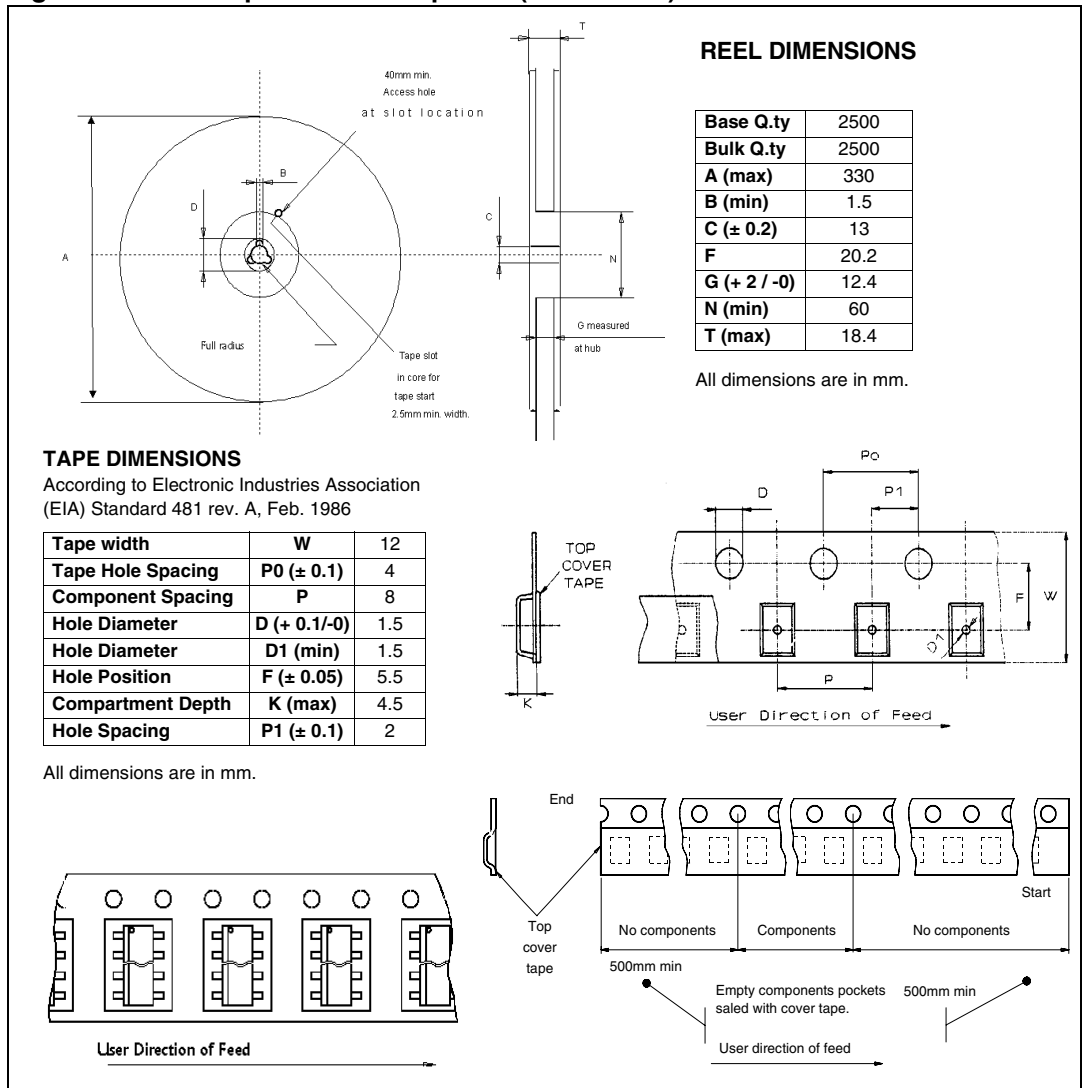 T
REEL DIMENSIONS
40mm min.
Access hole
at slot location
B
D
C
A
N
G measured
at hub
Full radius
Tape slot
in core for
tape start
2.5mm min. width.
Base Q.ty 2500
Bulk Q.ty 2500
A (max) 330
B (min) 1.5
C (± 0.2) 13
F 20.2
G (+ 2 / -0) 12.4
N (min) 60
T (max) 18.4
All dimensions are in mm.
TAPE DIMENSIONS
According to Electronic Industries Association
(EIA) Standard 481 rev. A, Feb. 1986
Tape width W 12
Tape Hole Spacing P0 (± 0.1) 4
Component Spacing P 8
Hole Diameter D (+ 0.1/-0) 1.5
Hole Diameter D1 (min) 1.5
Hole Position F (± 0.05) 5.5
Compartment Depth K (max) 4.5
Hole Spacing P1 (± 0.1) 2
All dimensions are in mm.
Po
D
P1
TOP
COVER
TAPE
F
W
D1
P
K
User Direction of Feed
End
Start
Top
cover
tape
No components
Components
No components
500mm min
Empty components pockets
saled with cover tape.
500mm min
User direction of feed
User Direction of Feed